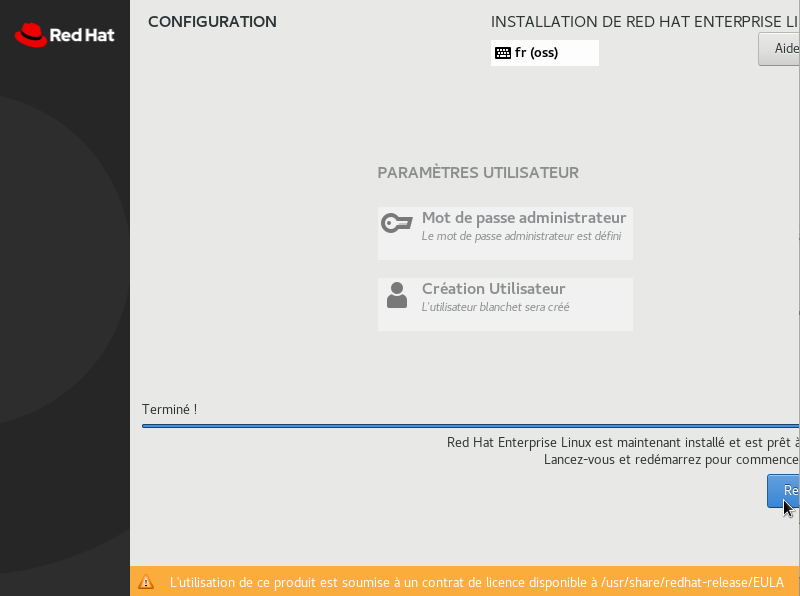 Red Hat
CONFIGURATION
INSTALLATION DE RED HAT ENTERPRISE LI
fr (oss)
Aide
PARAMÈTRES UTILISATEUR
Mot de passe administrateur
Le mot de passe administrateur est défini
Création Utilisateur
L'utilisateur blanchet sera créé
Terminé !
Red Hat Enterprise Linux est maintenant installé et est prêt à
Lancez-vous et redémarrez pour commence
Re
L'utilisation de ce produit est soumise à un contrat de licence disponible à /usr/share/redhat-release/EULA